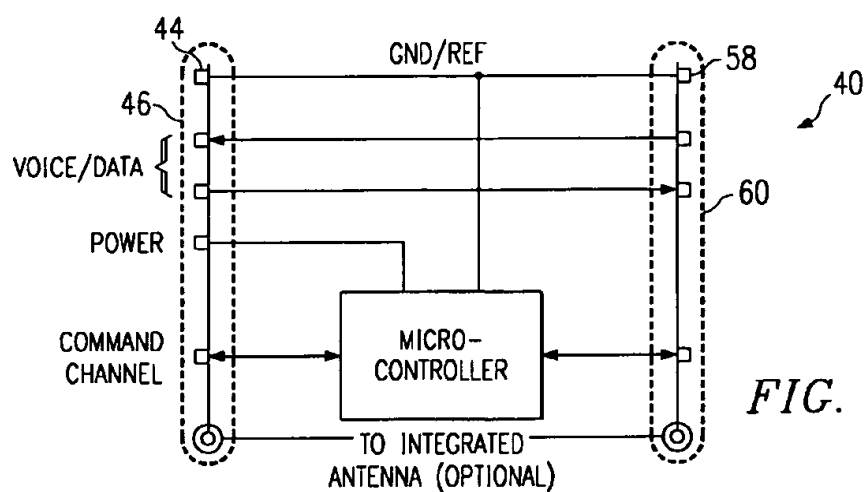 44
GND/REF
58
40
46
VOICE/DATA
60
POWER
COMMAND
CHANNEL
MICRO-
CONTROLLER
FIG.
TO INTEGRATED
ANTENNA (OPTIONAL)